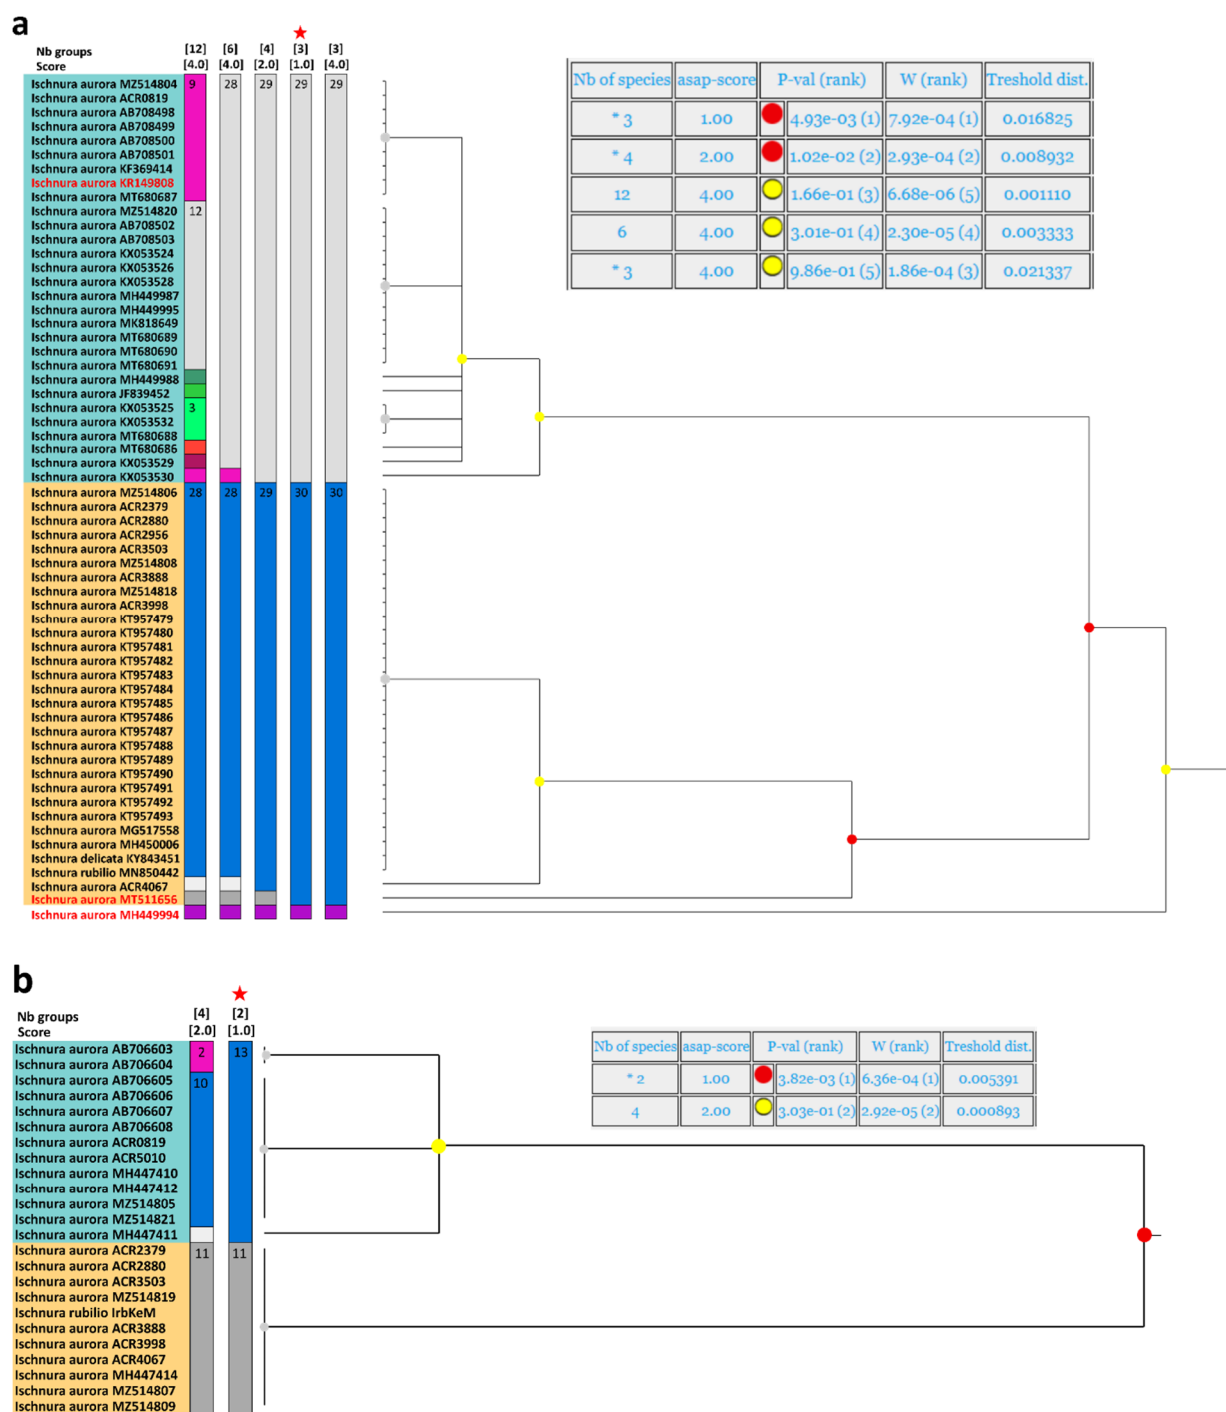 a
Nb groups [12] [6] [4] [3] [3]
Score [4.0] [4.0] [2.0] [1.0] [4.0]
Ischnura aurora MZ514804 9 28 29 29 29
Ischnura aurora ACR0819
Ischnura aurora AB708498
Ischnura aurora AB708499
Ischnura aurora AB708500
Ischnura aurora AB708501
Ischnura aurora KF369414
Ischnura aurora KR149808
Ischnura aurora MT680687
Ischnura aurora MZ514820 12
Ischnura aurora AB708502
Ischnura aurora AB708503
Ischnura aurora KX053524
Ischnura aurora KX053526
Ischnura aurora KX053528
Ischnura aurora MH449987
Ischnura aurora MH449995
Ischnura aurora MK818649
Ischnura aurora MT680689
Ischnura aurora MT680690
Ischnura aurora MT680691
Ischnura aurora MH449988
Ischnura aurora JF839452
Ischnura aurora KX053525 3
Ischnura aurora KX053532
Ischnura aurora MT680688
Ischnura aurora MT680686
Ischnura aurora KX053529
Ischnura aurora KX053530
Ischnura aurora MZ514806 28 28 29 30 30
Ischnura aurora ACR2379
Ischnura aurora ACR2880
Ischnura aurora ACR2956
Ischnura aurora ACR3503
Ischnura aurora MZ514808
Ischnura aurora ACR3888
Ischnura aurora MZ514818
Ischnura aurora ACR3998
Ischnura aurora KT957479
Ischnura aurora KT957480
Ischnura aurora KT957481
Ischnura aurora KT957482
Ischnura aurora KT957483
Ischnura aurora KT957484
Ischnura aurora KT957485
Ischnura aurora KT957486
Ischnura aurora KT957487
Ischnura aurora KT957488
Ischnura aurora KT957489
Ischnura aurora KT957490
Ischnura aurora KT957491
Ischnura aurora KT957492
Ischnura aurora KT957493
Ischnura aurora MG517558
Ischnura aurora MH450006
Ischnura delicata KY843451
Ischnura rubilio MN850442
Ischnura aurora ACR4067
Ischnura aurora MT511656
Ischnura aurora MH449994
Nb of species asap-score P-val (rank) W (rank) Treshold dist.
* 3 1.00 4.93e-03 (1) 7.92e-04 (1) 0.016825
* 4 2.00 1.02e-02 (2) 2.93e-04 (2) 0.008932
12 4.00 1.66e-01 (3) 6.68e-06 (5) 0.001110
6 4.00 3.01e-01 (4) 2.30e-05 (4) 0.003333
* 3 4.00 9.86e-01 (5) 1.86e-04 (3) 0.021337
b
Nb groups [4] [2]
Score [2.0] [1.0]
Ischnura aurora AB706603 2 13
Ischnura aurora AB706604
Ischnura aurora AB706605 10
Ischnura aurora AB706606
Ischnura aurora AB706607
Ischnura aurora AB706608
Ischnura aurora ACR0819
Ischnura aurora ACR5010
Ischnura aurora MH447410
Ischnura aurora MH447412
Ischnura aurora MZ514805
Ischnura aurora MZ514821
Ischnura aurora MH447411
Ischnura aurora ACR2379 11 11
Ischnura aurora ACR2880
Ischnura aurora ACR3503
Ischnura aurora MZ514819
Ischnura rubilio IrbKeM
Ischnura aurora ACR3888
Ischnura aurora ACR3998
Ischnura aurora ACR4067
Ischnura aurora MH447414
Ischnura aurora MZ514807
Ischnura aurora MZ514809
Nb of species asap-score P-val (rank) W (rank) Treshold dist.
* 2 1.00 3.82e-03 (1) 6.36e-04 (1) 0.005391
4 2.00 3.03e-01 (2) 2.92e-05 (2) 0.000893